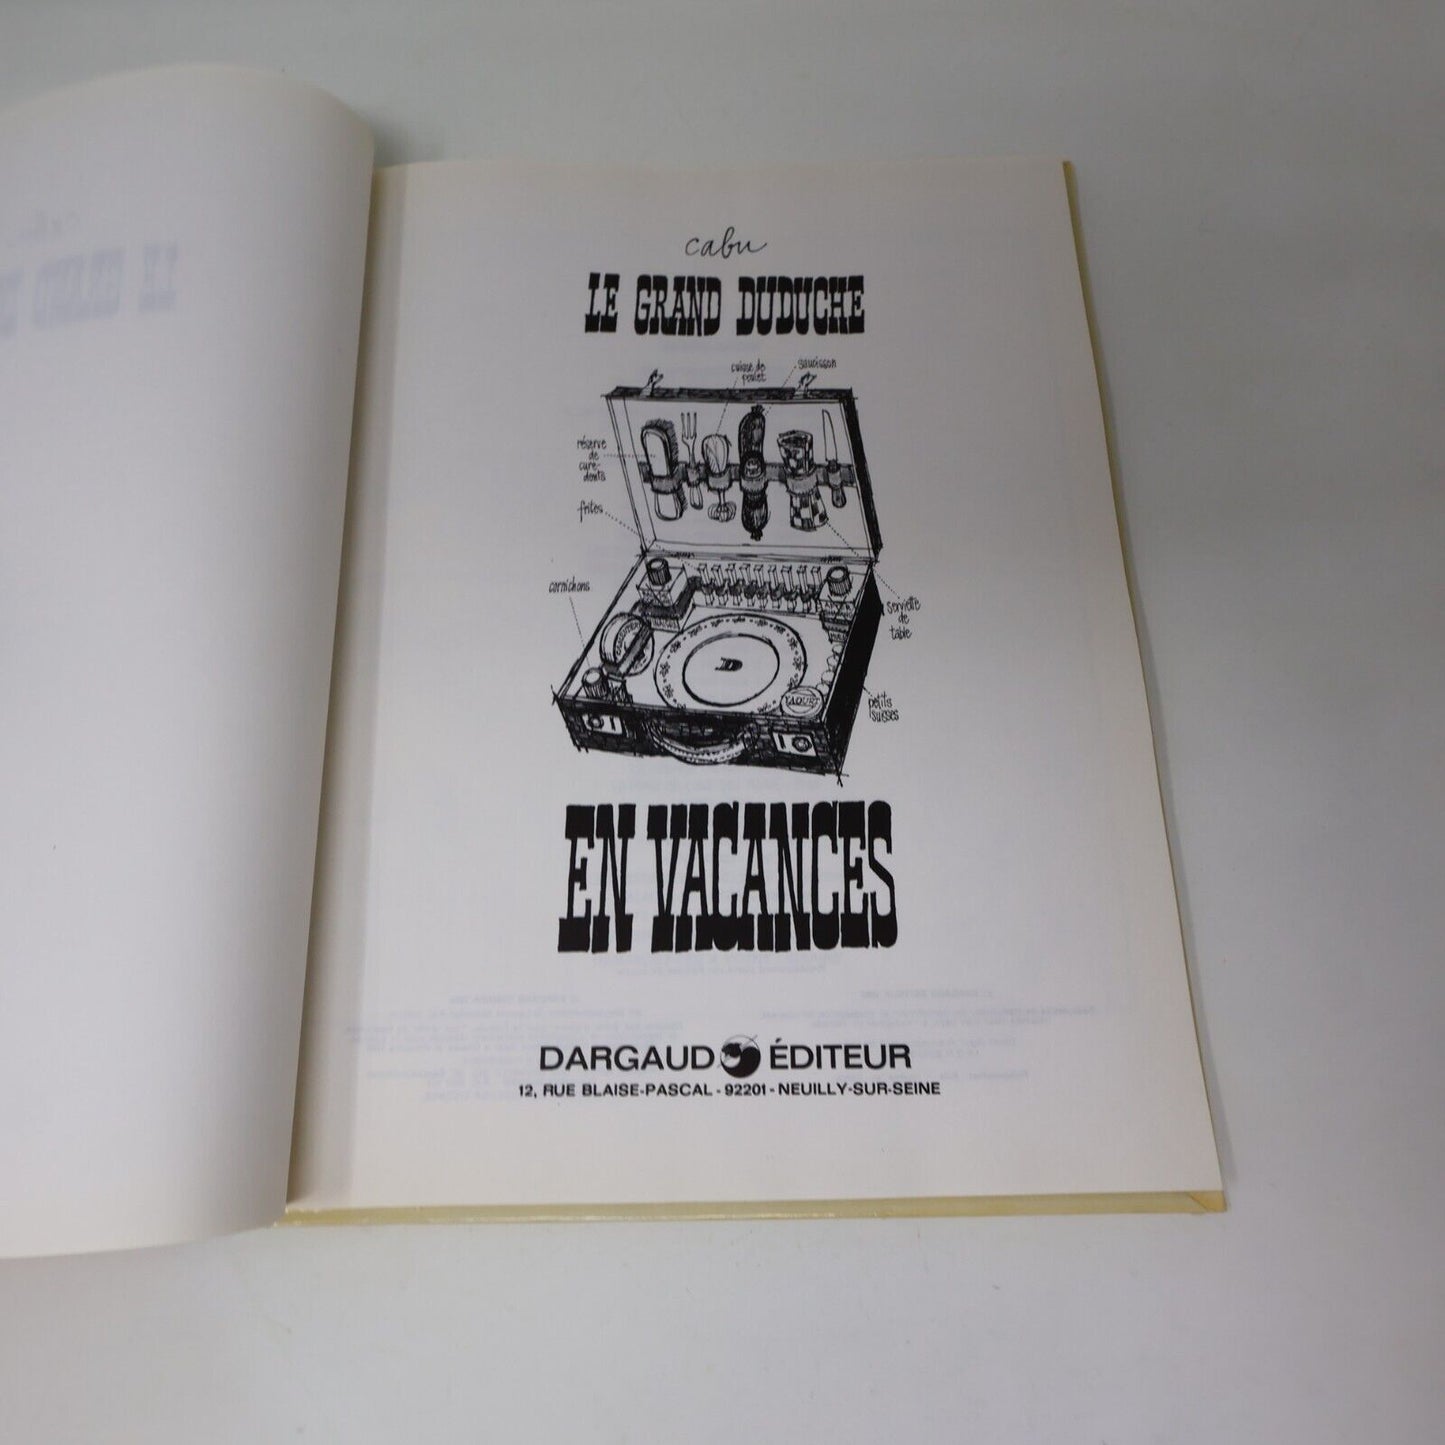 cabu
LE GRAND DUDUCHE
cuisse de
poulet
saucisson
réserve
de
cure-
dents
frites
cornichons
serviette
de
table
petits
suisses
D
EN VACANCES
DARGAUD ÉDITEUR
12, RUE BLAISE-PASCAL - 92201 - NEUILLY-SUR-SEINE